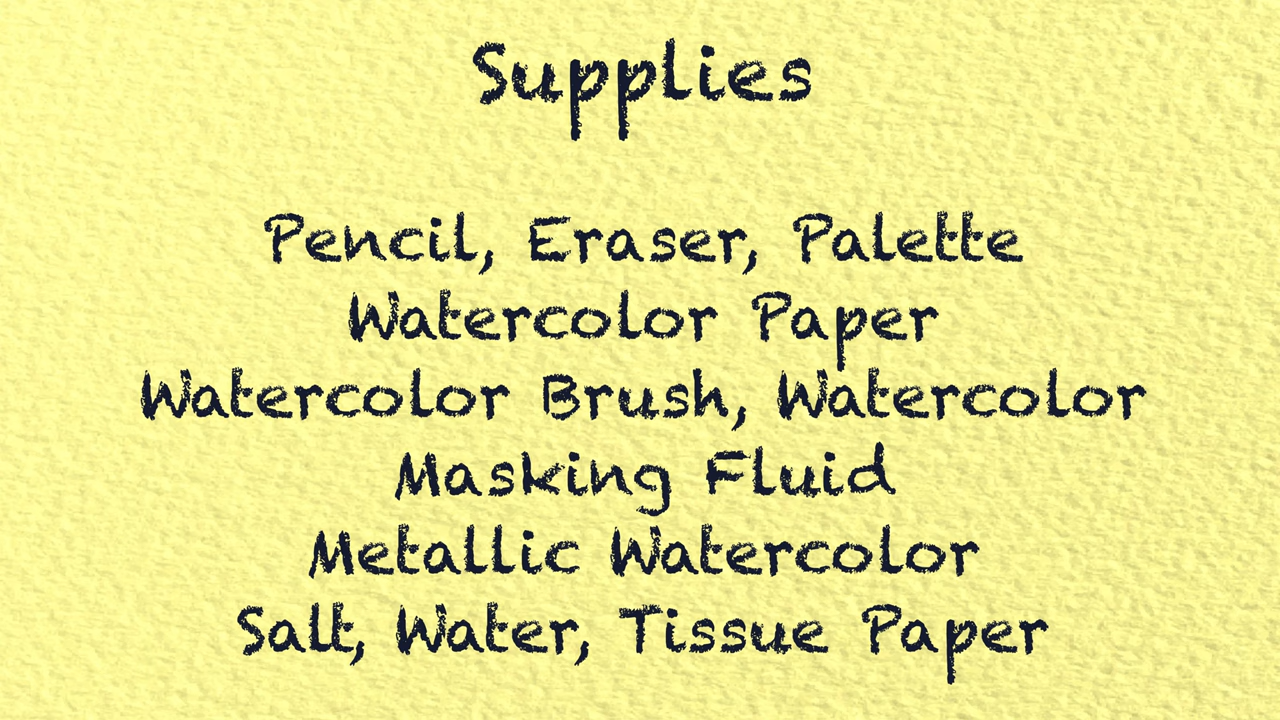 Supplies
Pencil, Eraser, Palette
Watercolor Paper
Watercolor Brush, Watercolor
Masking Fluid
Metallic Watercolor
Salt, Water, Tissue Paper